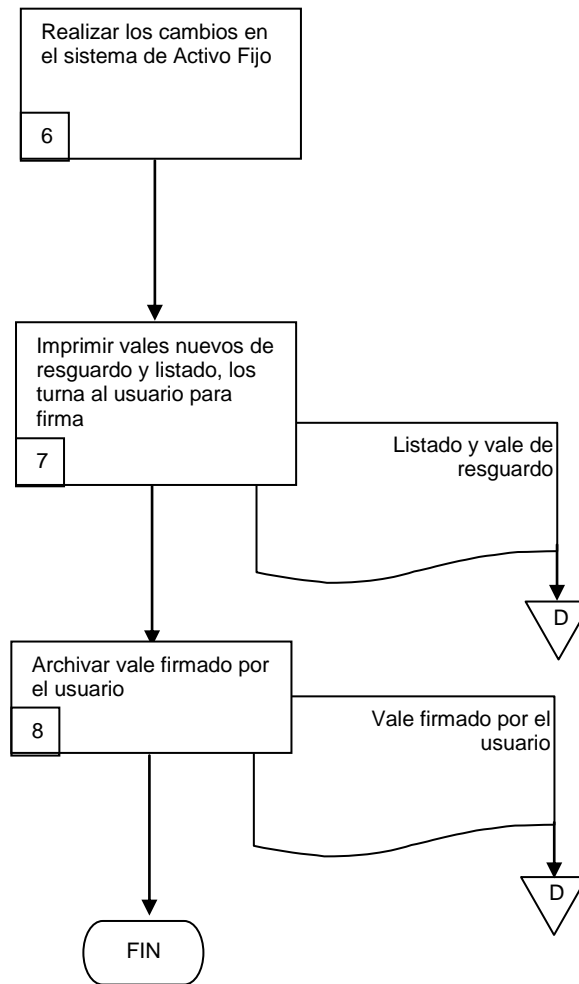 Realizar los cambios en
el sistema de Activo Fijo
6
Imprimir vales nuevos de
resguardo y listado, los
turna al usuario para
firma
7
Listado y vale de
resguardo
D
Archivar vale firmado por
el usuario
8
Vale firmado por el
usuario
D
FIN